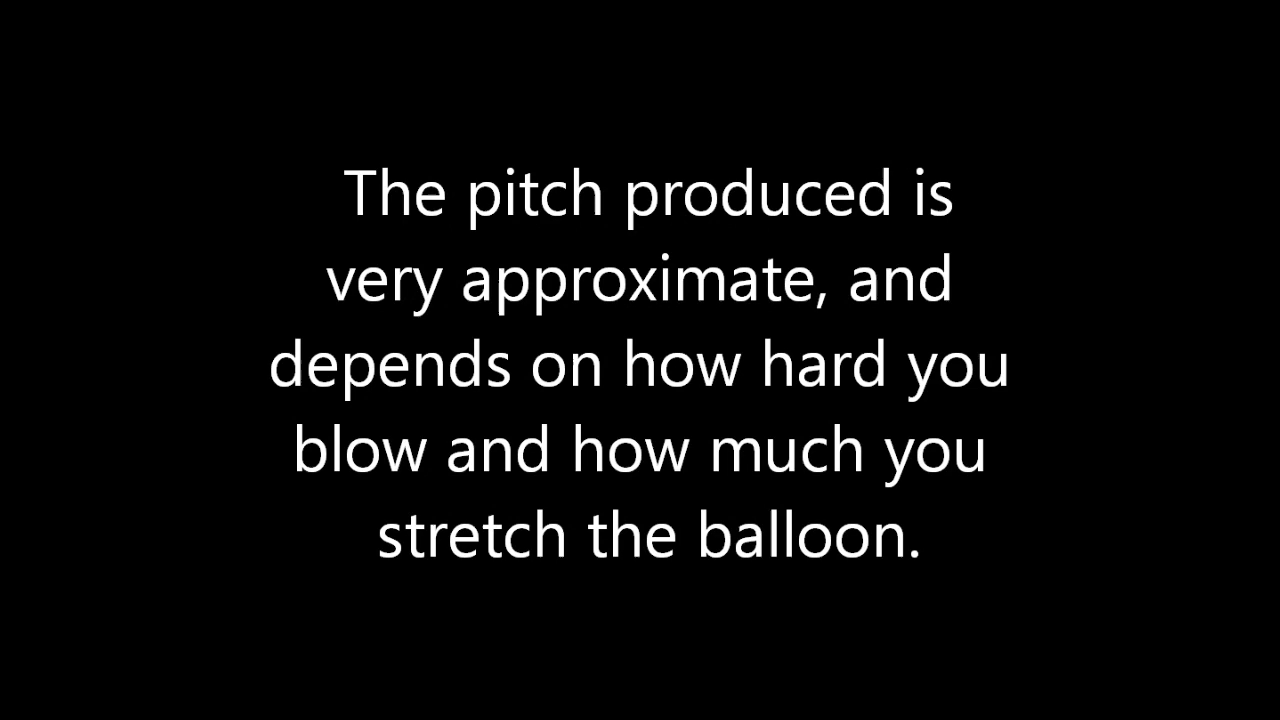 The pitch produced is
very approximate, and
depends on how hard you
blow and how much you
stretch the balloon.